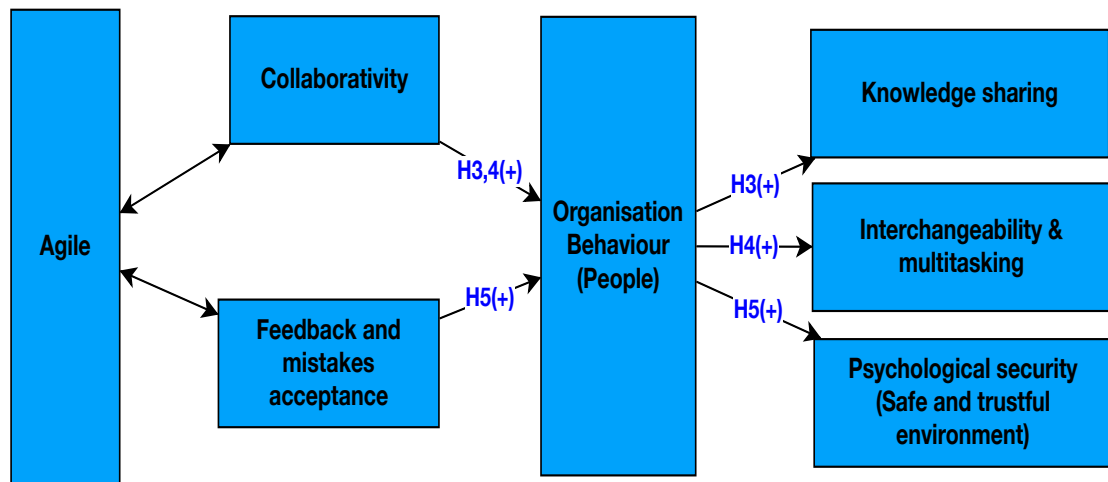 Agile
Collaborativity
Feedback and
mistakes
acceptance
H3,4(+)
H5(+)
Organisation
Behaviour
(People)
H3(+)
H4(+)
H5(+)
Knowledge sharing
Interchangeability &
multitasking
Psychological security
(Safe and trustful
environment)